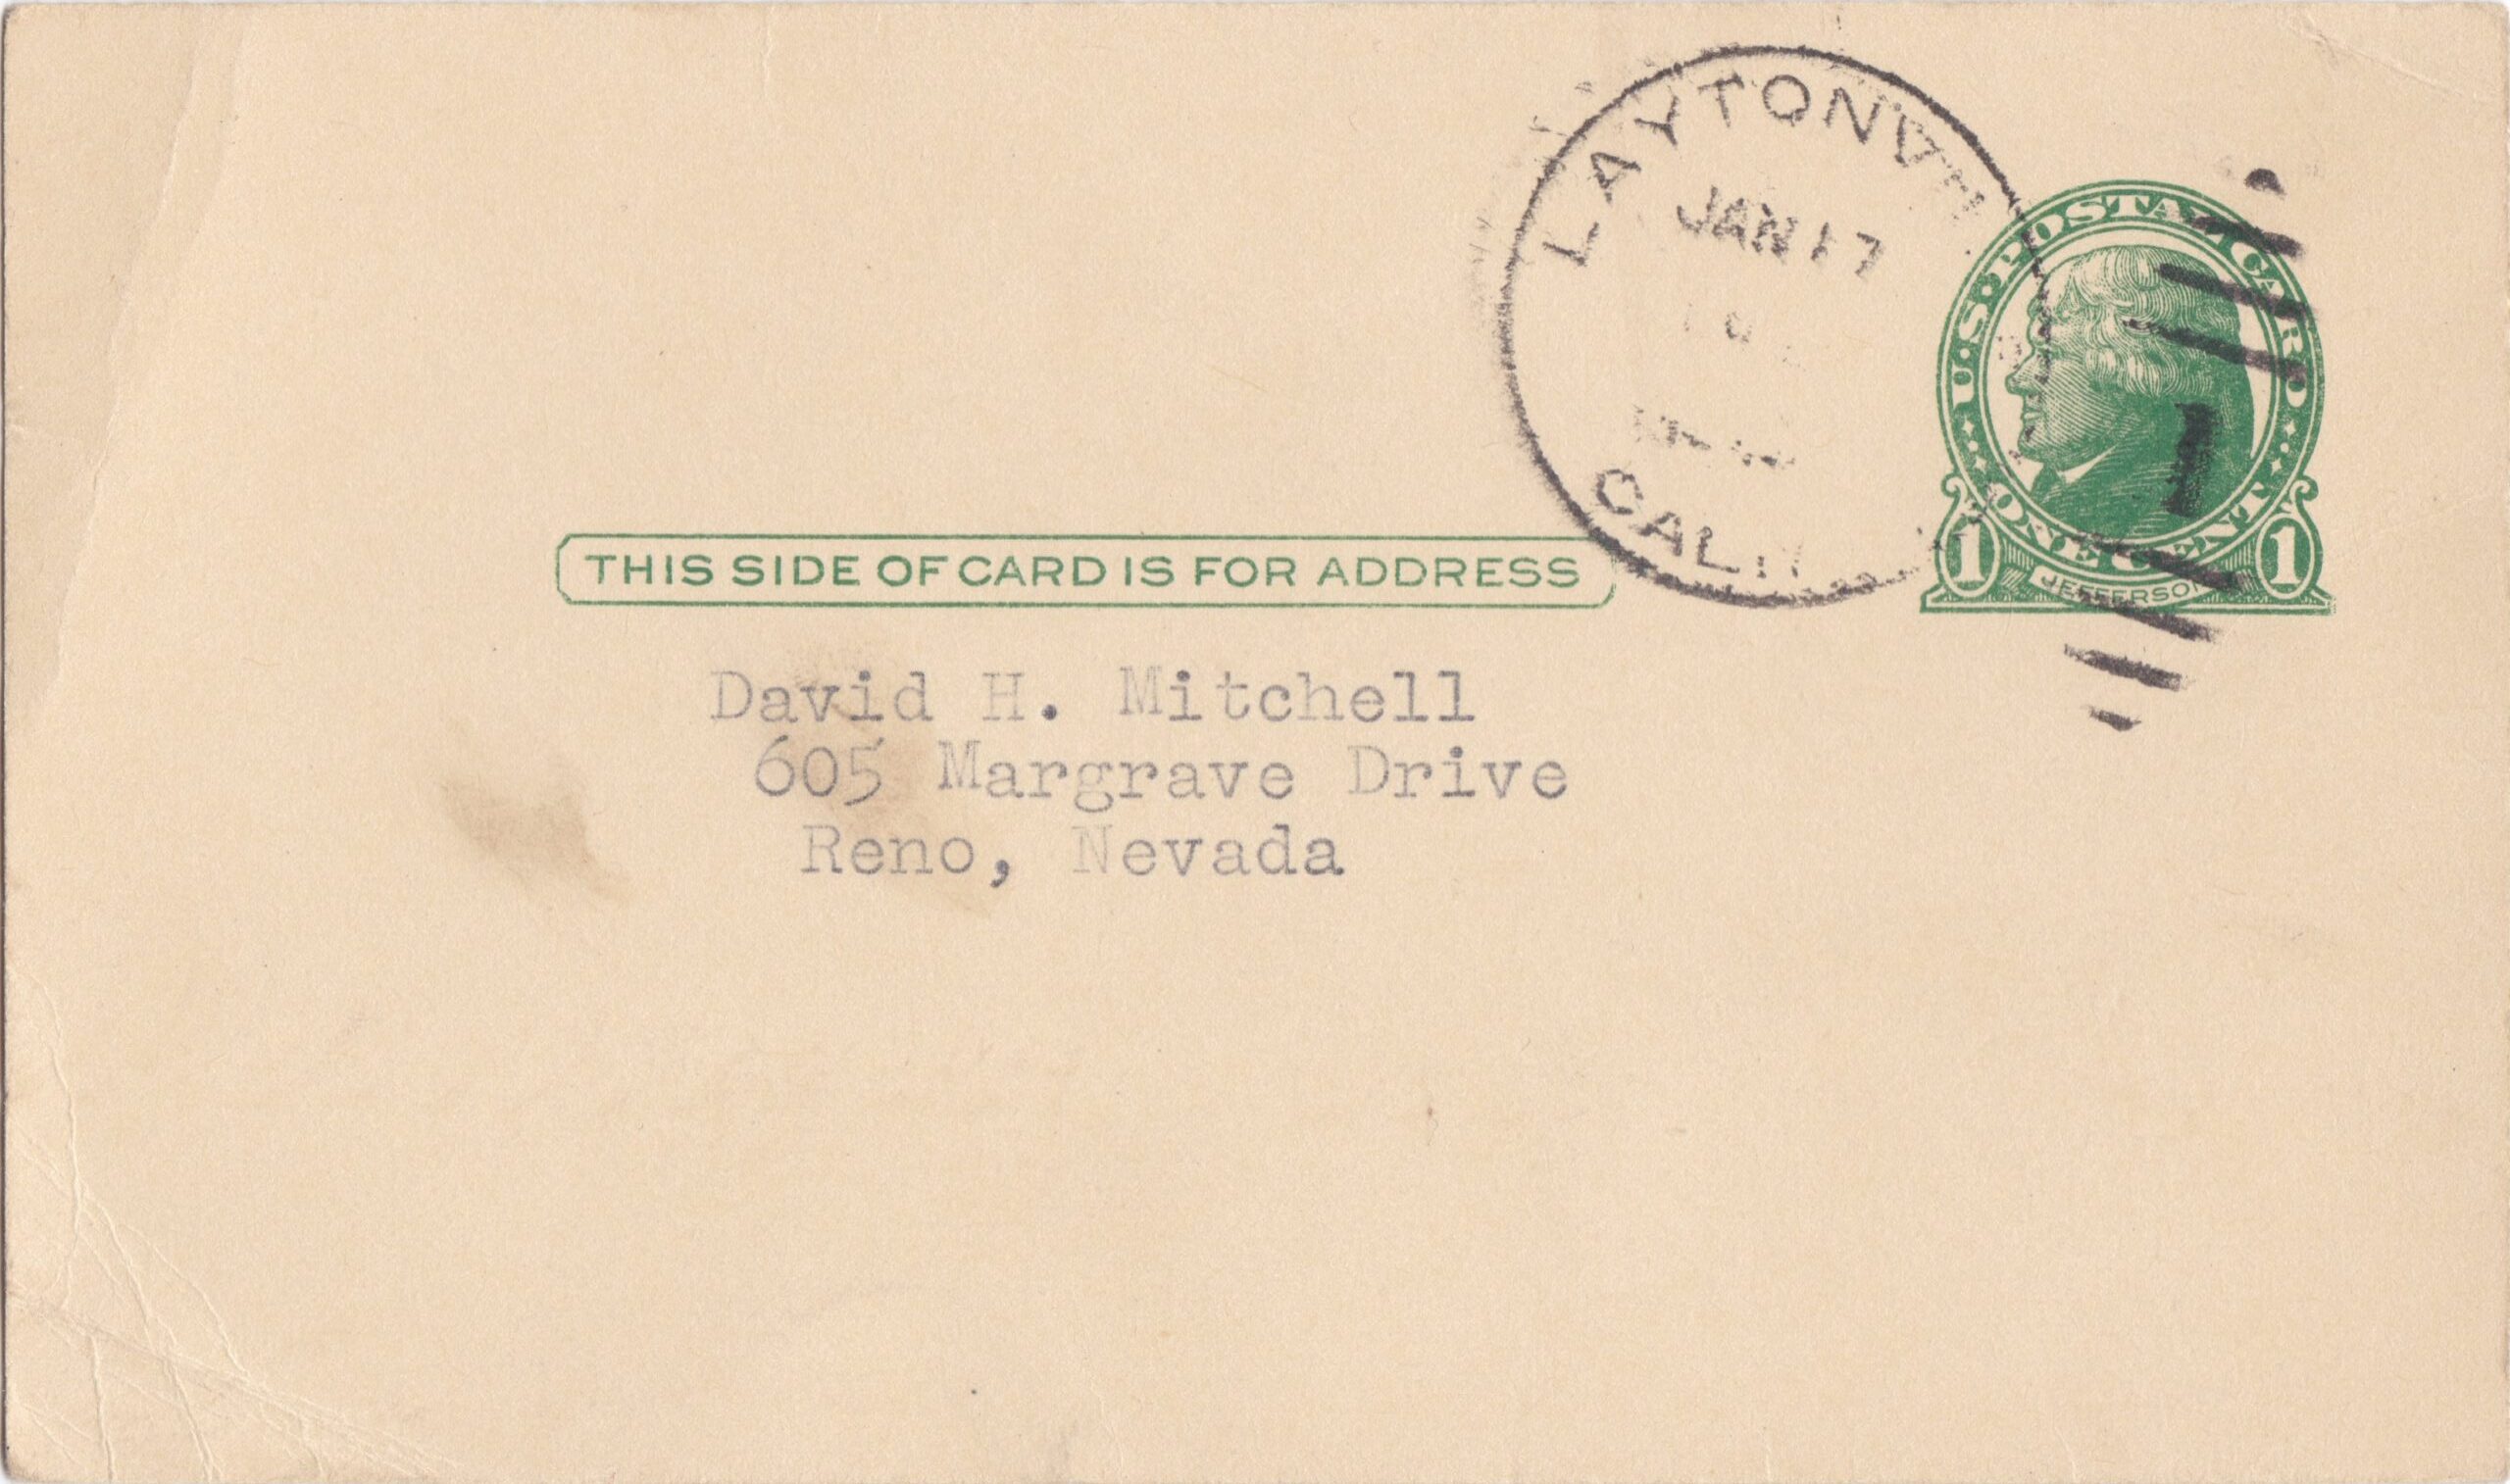 LAYTONV
JAN 17
CALIF
U.S. POSTAL CARD
ONE CENT
1 1
JEFFERSON
THIS SIDE OF CARD IS FOR ADDRESS
David H. Mitchell
605 Margrave Drive
Reno, Nevada